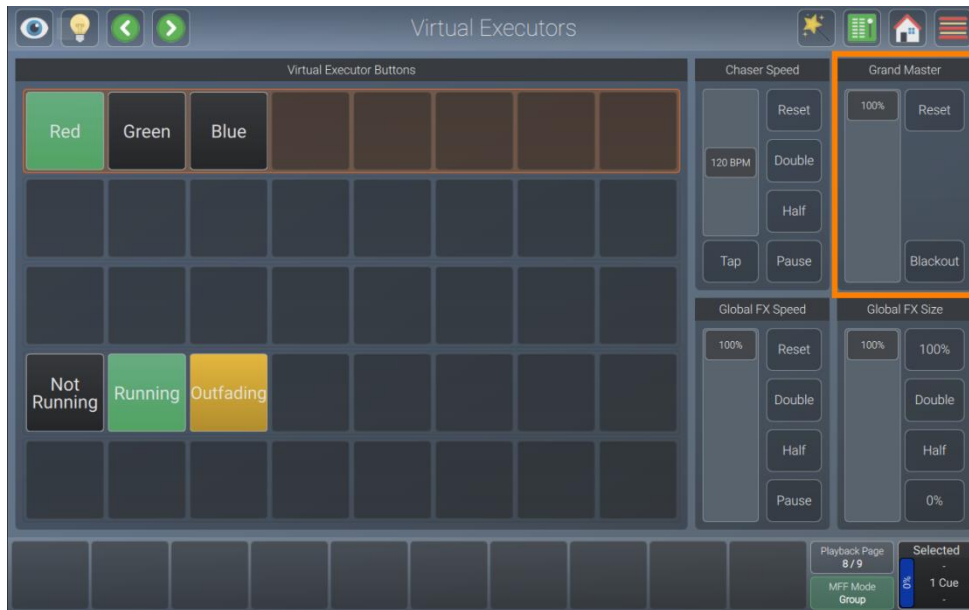 Virtual Executors
Virtual Executor Buttons
Red
Green
Blue
Not
Running
Running
Outfading
Chaser Speed
120 BPM
Reset
Double
Half
Tap
Pause
Grand Master
100%
Reset
Blackout
Global FX Speed
100%
Reset
Double
Half
Pause
Global FX Size
100%
100%
Double
Half
0%
Playback Page
8 / 9
MFF Mode
Group
Selected
-
0%
1 Cue
-